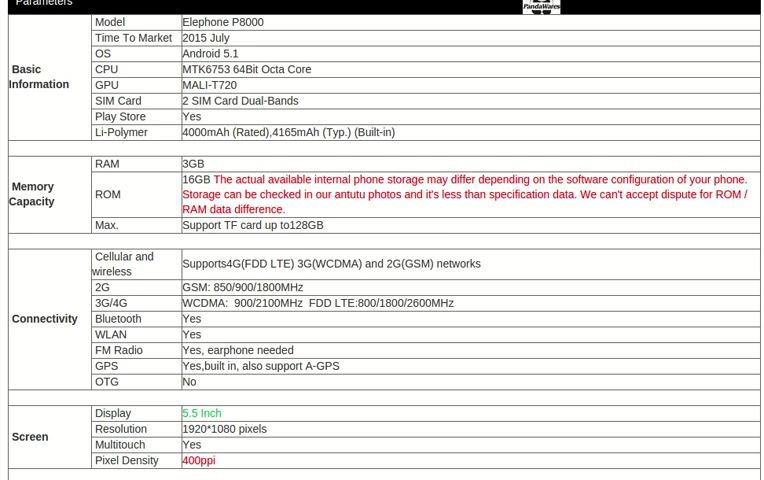 Parameters
PandaWares
Model Elephone P8000
Time To Market 2015 July
OS Android 5.1
Basic Information
CPU MTK6753 64Bit Octa Core
GPU MALI-T720
SIM Card 2 SIM Card Dual-Bands
Play Store Yes
Li-Polymer 4000mAh (Rated),4165mAh (Typ.) (Built-in)
RAM 3GB
Memory Capacity
ROM
16GB The actual available internal phone storage may differ depending on the software configuration of your phone.
Storage can be checked in our antutu photos and it's less than specification data. We can't accept dispute for ROM /
RAM data difference.
Max. Support TF card up to128GB
Cellular and wireless
Supports4G(FDD LTE) 3G(WCDMA) and 2G(GSM) networks
2G GSM: 850/900/1800MHz
3G/4G WCDMA:  900/2100MHz  FDD LTE:800/1800/2600MHz
Connectivity
Bluetooth Yes
WLAN Yes
FM Radio Yes, earphone needed
GPS Yes,built in, also support A-GPS
OTG No
Display 5.5 Inch
Resolution 1920*1080 pixels
Screen
Multitouch Yes
Pixel Density 400ppi